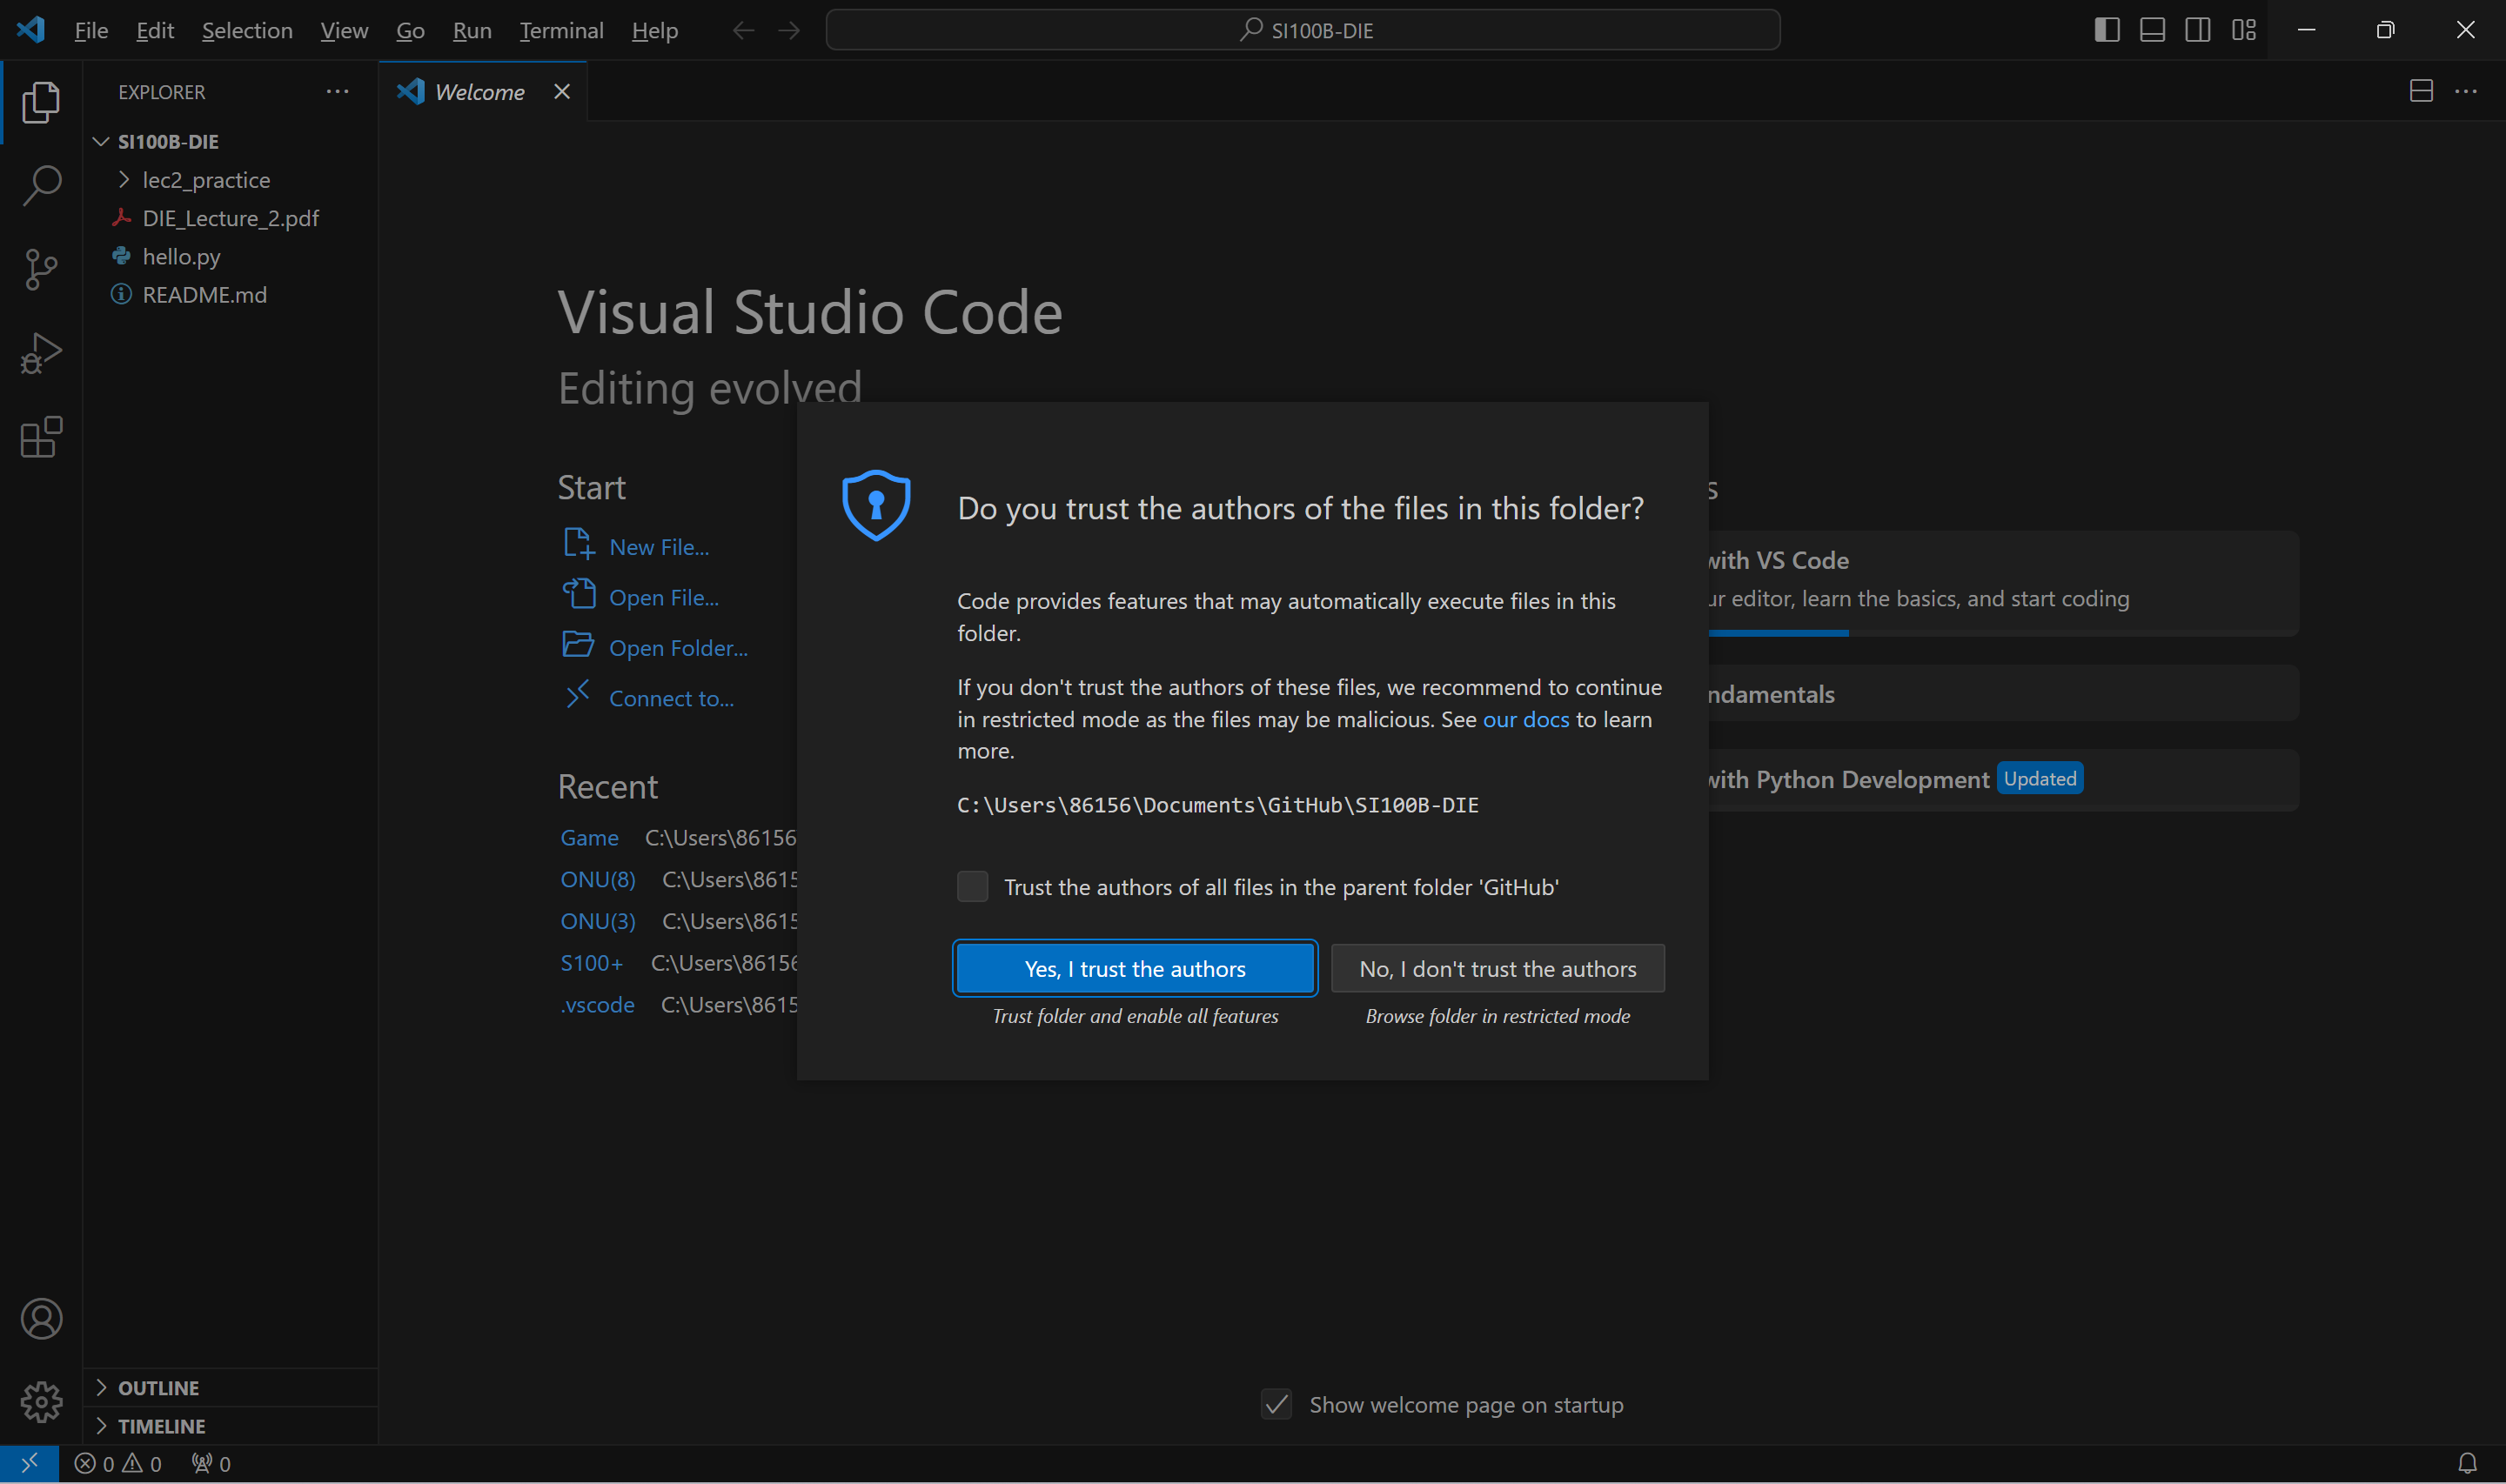 File Edit Selection View Go Run Terminal Help
SI100B-DIE
EXPLORER
Welcome
SI100B-DIE
lec2_practice
DIE_Lecture_2.pdf
hello.py
README.md
Visual Studio Code
Editing evolved
Start
New File...
Open File...
Open Folder...
Connect to...
Recent
Game C:\Users\86156
ONU(8) C:\Users\8615
ONU(3) C:\Users\8615
S100+ C:\Users\8615
.vscode C:\Users\8615
Do you trust the authors of the files in this folder?
Code provides features that may automatically execute files in this
folder.
If you don't trust the authors of these files, we recommend to continue
in restricted mode as the files may be malicious. See our docs to learn
more.
C:\Users\86156\Documents\GitHub\SI100B-DIE
Trust the authors of all files in the parent folder 'GitHub'
Yes, I trust the authors
No, I don't trust the authors
Trust folder and enable all features
Browse folder in restricted mode
s
with VS Code
ur editor, learn the basics, and start coding
ndamentals
with Python Development Updated
Show welcome page on startup
OUTLINE
TIMELINE
0 0 0